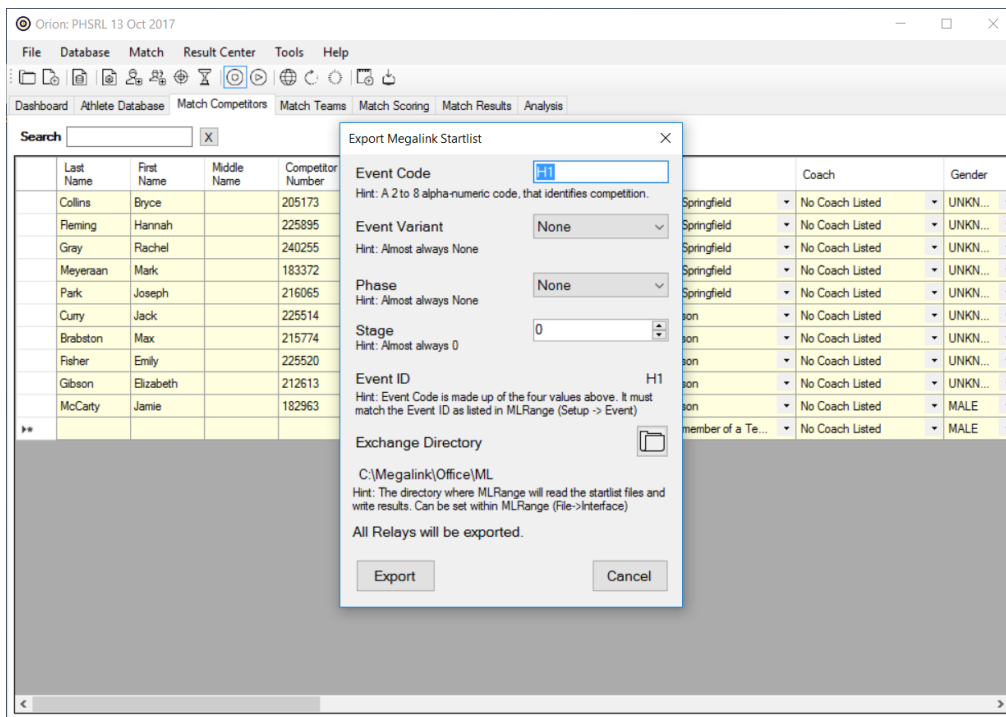 Orion: PHSRL 13 Oct 2017
File Database Match Result Center Tools Help
Dashboard Athlete Database Match Competitors Match Teams Match Scoring Match Results Analysis
Search X
Last Name First Name Middle Name Competitor Number Coach Gender
Collins Bryce 205173 Springfield No Coach Listed UNKN...
Fleming Hannah 225895 Springfield No Coach Listed UNKN...
Gray Rachel 240255 Springfield No Coach Listed UNKN...
Meyeraan Mark 183372 Springfield No Coach Listed UNKN...
Park Joseph 216065 Springfield No Coach Listed UNKN...
Curry Jack 225514 son No Coach Listed UNKN...
Brabston Max 215774 son No Coach Listed UNKN...
Fisher Emily 225520 son No Coach Listed UNKN...
Gibson Elizabeth 212613 son No Coach Listed UNKN...
McCarty Jamie 182963 son No Coach Listed MALE
member of a Te... No Coach Listed MALE
Export Megalink Startlist
Event Code H1
Hint: A 2 to 8 alpha-numeric code, that identifies competition.
Event Variant None
Hint: Almost always None
Phase None
Hint: Almost always None
Stage 0
Hint: Almost always 0
Event ID H1
Hint: Event Code is made up of the four values above. It must
match the Event ID as listed in MLRange (Setup -> Event)
Exchange Directory
C:\Megalink\Office\ML
Hint: The directory where MLRange will read the startlist files and
write results. Can be set within MLRange (File->Interface)
All Relays will be exported.
Export Cancel